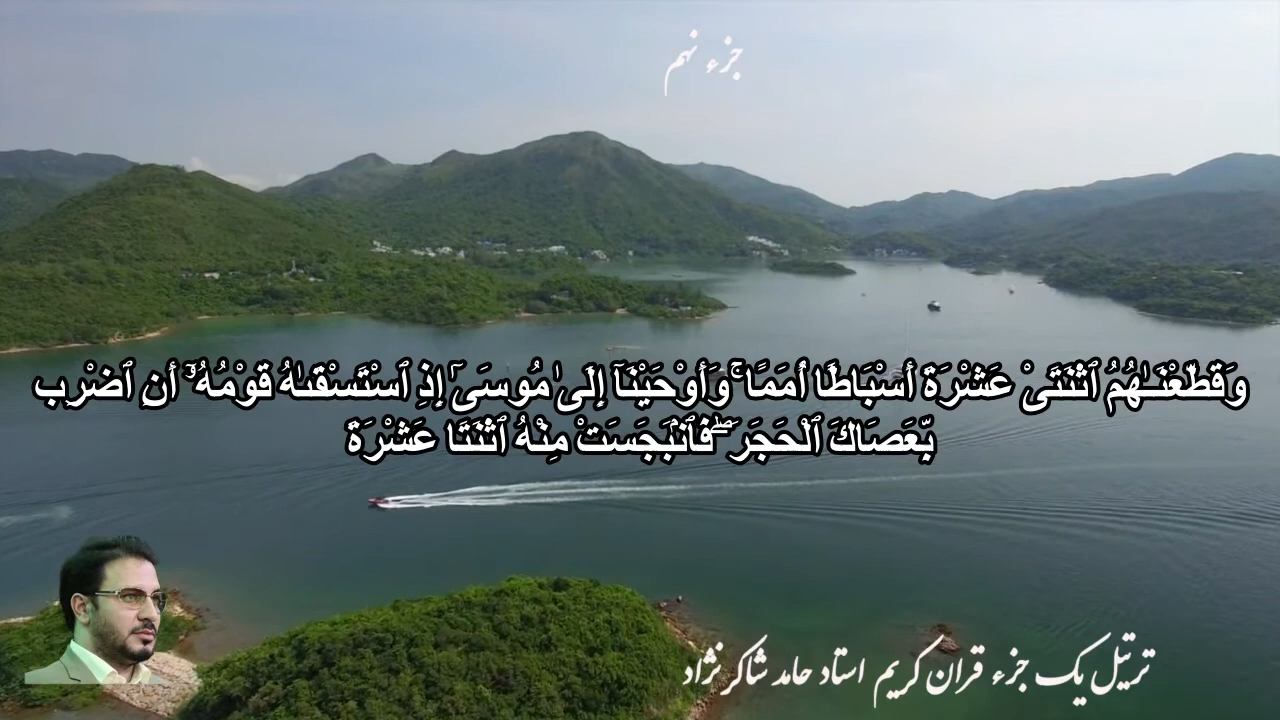 جزء نهم
وَقَطَّعْنَـٰهُمُ ٱثْنَتَىْ عَشْرَةَ أَسْبَاطًا أُمَمًا ۚ وَأَوْحَيْنَآ إِلَىٰ مُوسَىٰٓ إِذِ ٱسْتَسْقَىٰهُ قَوْمُهُۥٓ أَنِ ٱضْرِب
بِّعَصَاكَ ٱلْحَجَرَ ۖ فَٱنۢبَجَسَتْ مِنْهُ ٱثْنَتَا عَشْرَةَ
ترتیل یک جزء قران کریم استاد حامد شاکرنژاد